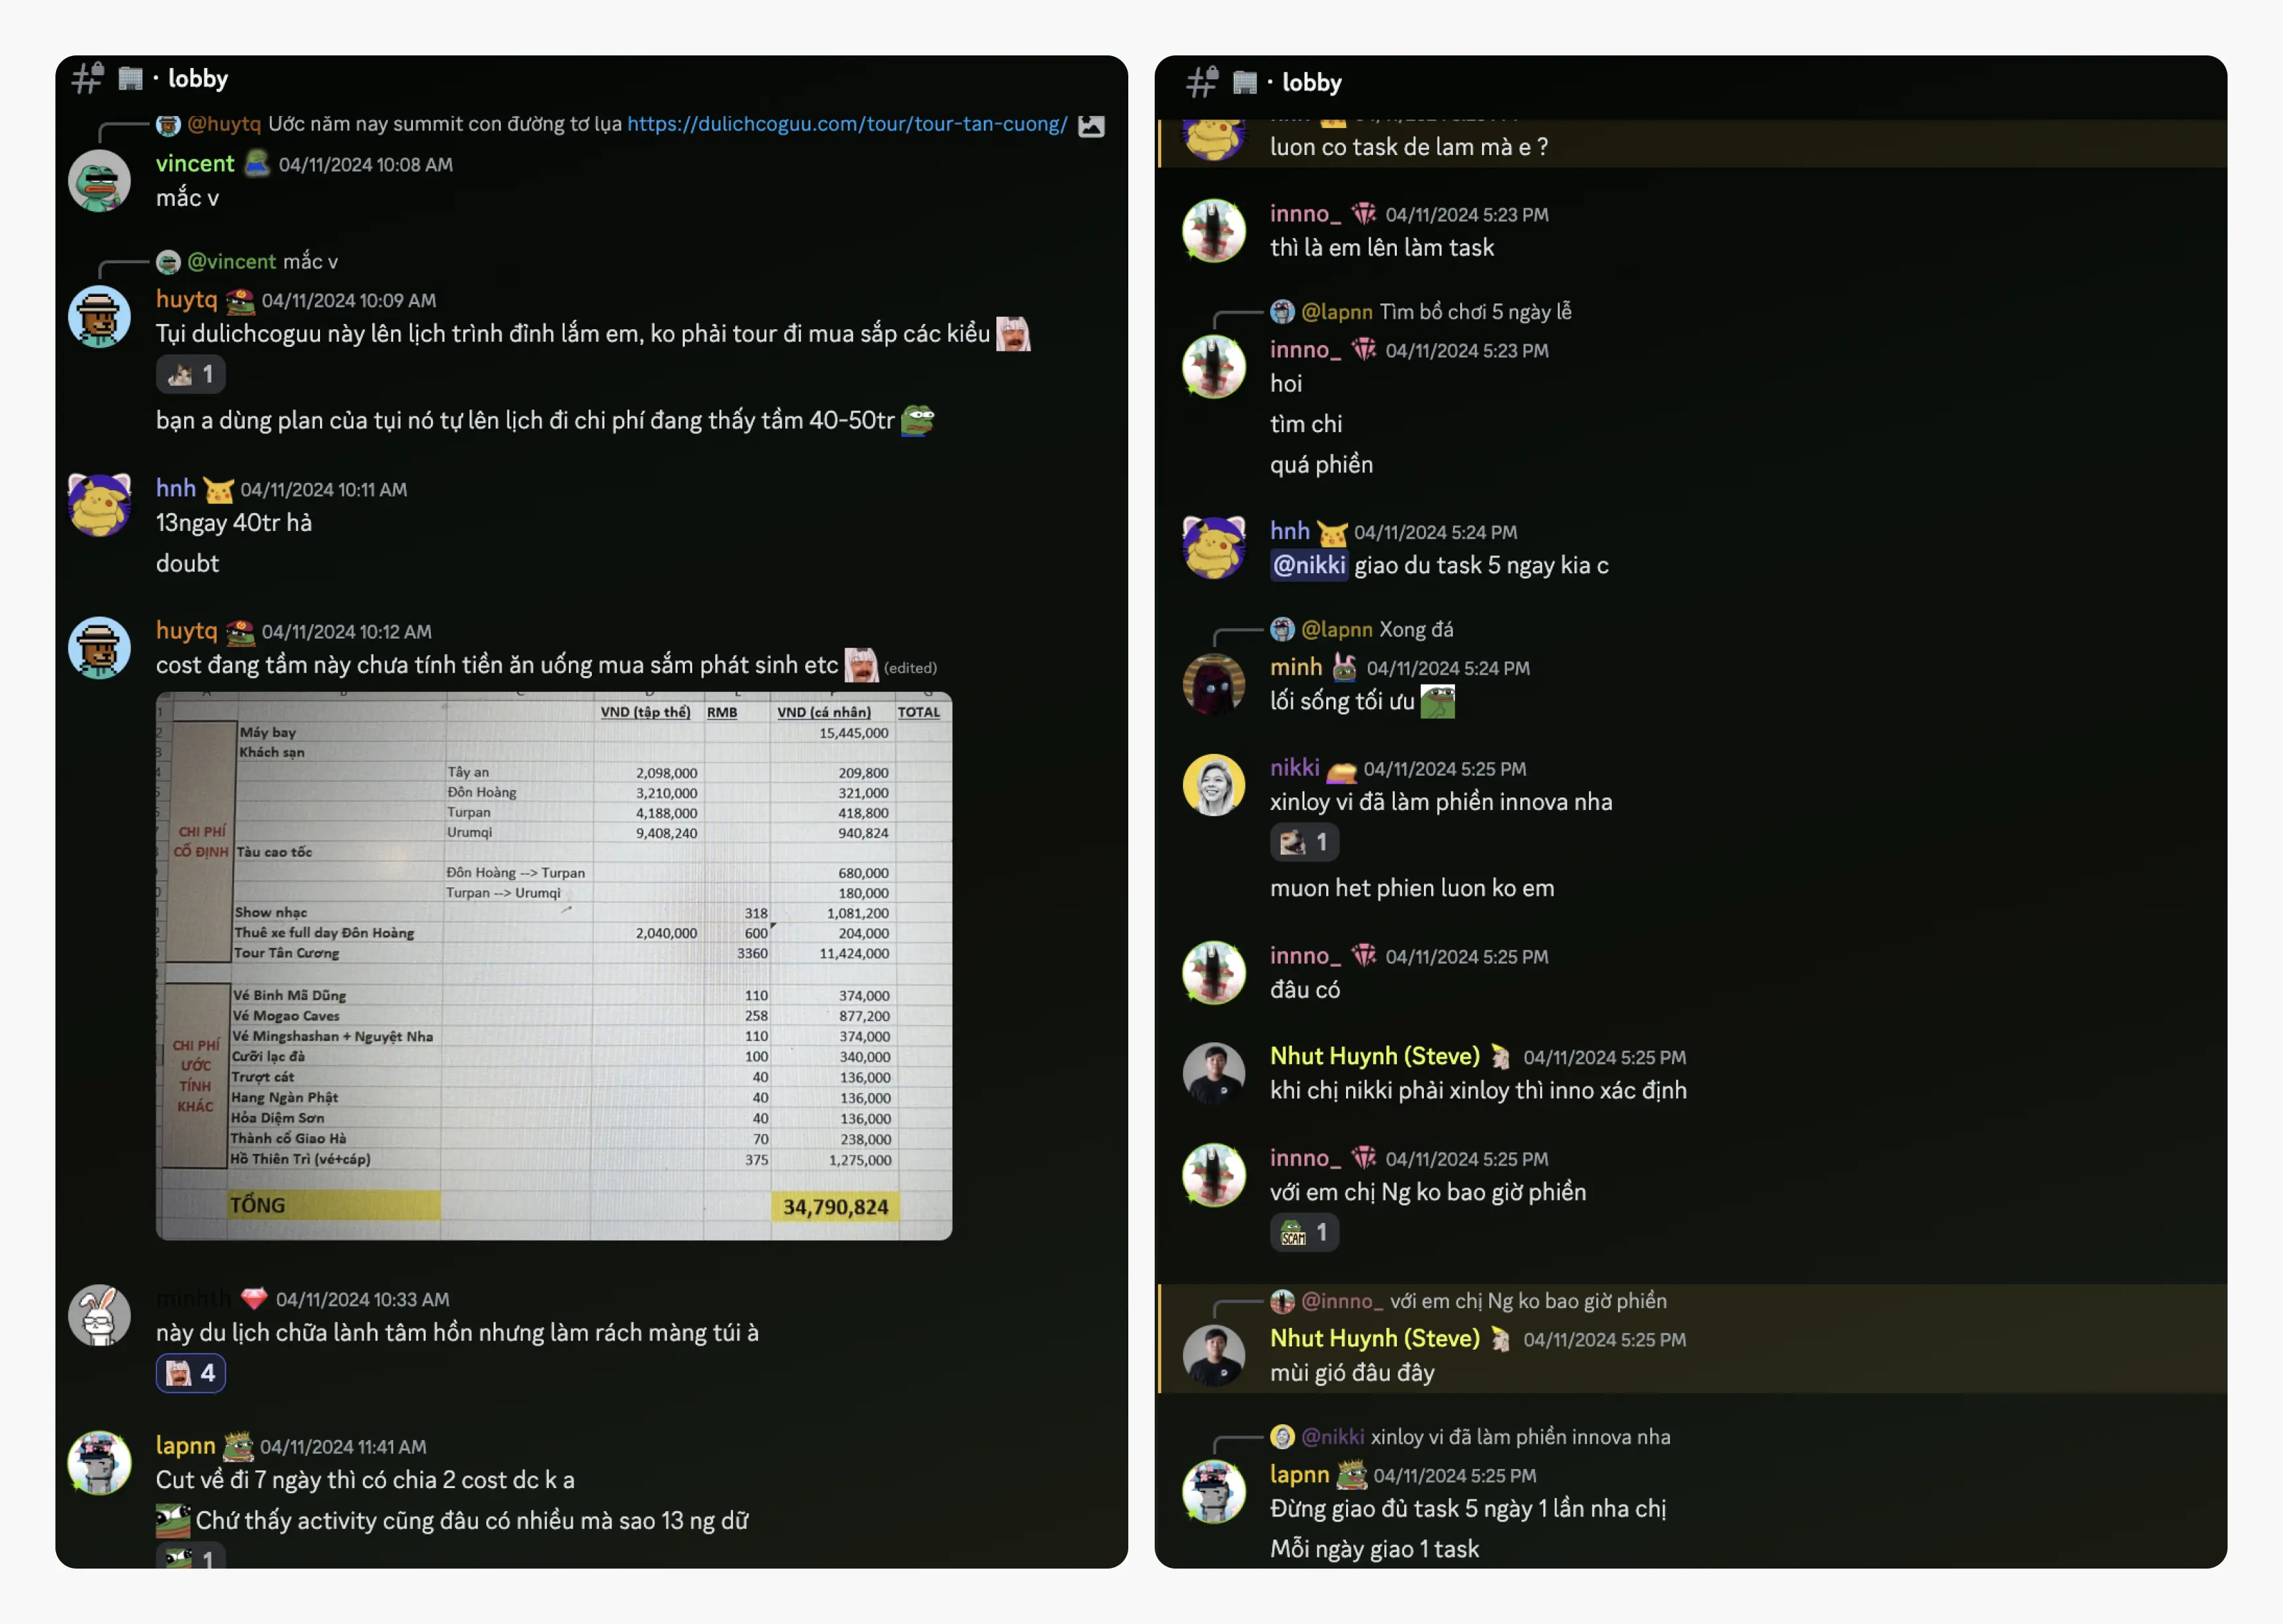 · lobby
@huytq Uớc năm nay summit con đường tơ lụa https://dulichcoguu.com/tour/tour-tan-cuong/
vincent 04/11/2024 10:08 AM
mắc v
@vincent mắc v
huytq 04/11/2024 10:09 AM
Tụi dulichcoguu này lên lịch trình đỉnh lắm em, ko phải tour đi mua sắp các kiểu
1
bạn a dùng plan của tụi nó tự lên lịch đi chi phí đang thấy tầm 40-50tr
hnh 04/11/2024 10:11 AM
13ngay 40tr hả
doubt
huytq 04/11/2024 10:12 AM
cost đang tầm này chưa tính tiền ăn uống mua sắm phát sinh etc (edited)
VND (tập thể) RMB VND (cá nhân) TOTAL
Máy bay 15,445,000
Khách sạn
Tây an 2,098,000 209,800
Đôn Hoàng 3,210,000 321,000
Turpan 4,188,000 418,800
Urumqi 9,408,240 940,824
CHI PHÍ
CỐ ĐỊNH
Tàu cao tốc
Đôn Hoàng --> Turpan 680,000
Turpan --> Urumqi 180,000
Show nhạc 318 1,081,200
Thuê xe full day Đôn Hoàng 2,040,000 600 204,000
Tour Tân Cương 3360 11,424,000
Vé Binh Mã Dũng 110 374,000
Vé Mogao Caves 258 877,200
Vé Mingshashan + Nguyệt Nha 110 374,000
CHI PHÍ
ƯỚC
TÍNH
KHÁC
Cưỡi lạc đà 100 340,000
Trượt cát 40 136,000
Hang Ngàn Phật 40 136,000
Hỏa Diệm Sơn 40 136,000
Thành cổ Giao Hà 70 238,000
Hồ Thiên Trì (vé+cáp) 375 1,275,000
TỔNG 34,790,824
minhth 04/11/2024 10:33 AM
này du lịch chữa lành tâm hồn nhưng làm rách màng túi à
4
lapnn 04/11/2024 11:41 AM
Cut về đi 7 ngày thì có chia 2 cost dc k a
Chứ thấy activity cũng đâu có nhiều mà sao 13 ng dữ
1
· lobby
luon co task de lam mà e ?
innno_ 04/11/2024 5:23 PM
thì là em lên làm task
@lapnn Tìm bồ chơi 5 ngày lễ
innno_ 04/11/2024 5:23 PM
hoi
tìm chi
quá phiền
hnh 04/11/2024 5:24 PM
@nikki giao du task 5 ngay kia c
@lapnn Xong đá
minh 04/11/2024 5:24 PM
lối sống tối ưu
nikki 04/11/2024 5:25 PM
xinloy vi đã làm phiền innova nha
1
muon het phien luon ko em
innno_ 04/11/2024 5:25 PM
đâu có
Nhut Huynh (Steve) 04/11/2024 5:25 PM
khi chị nikki phải xinloy thì inno xác định
innno_ 04/11/2024 5:25 PM
với em chị Ng ko bao giờ phiền
SCAM 1
@innno_ với em chị Ng ko bao giờ phiền
Nhut Huynh (Steve) 04/11/2024 5:25 PM
mùi gió đâu đây
@nikki xinloy vi đã làm phiền innova nha
lapnn 04/11/2024 5:25 PM
Đừng giao đủ task 5 ngày 1 lần nha chị
Mỗi ngày giao 1 task